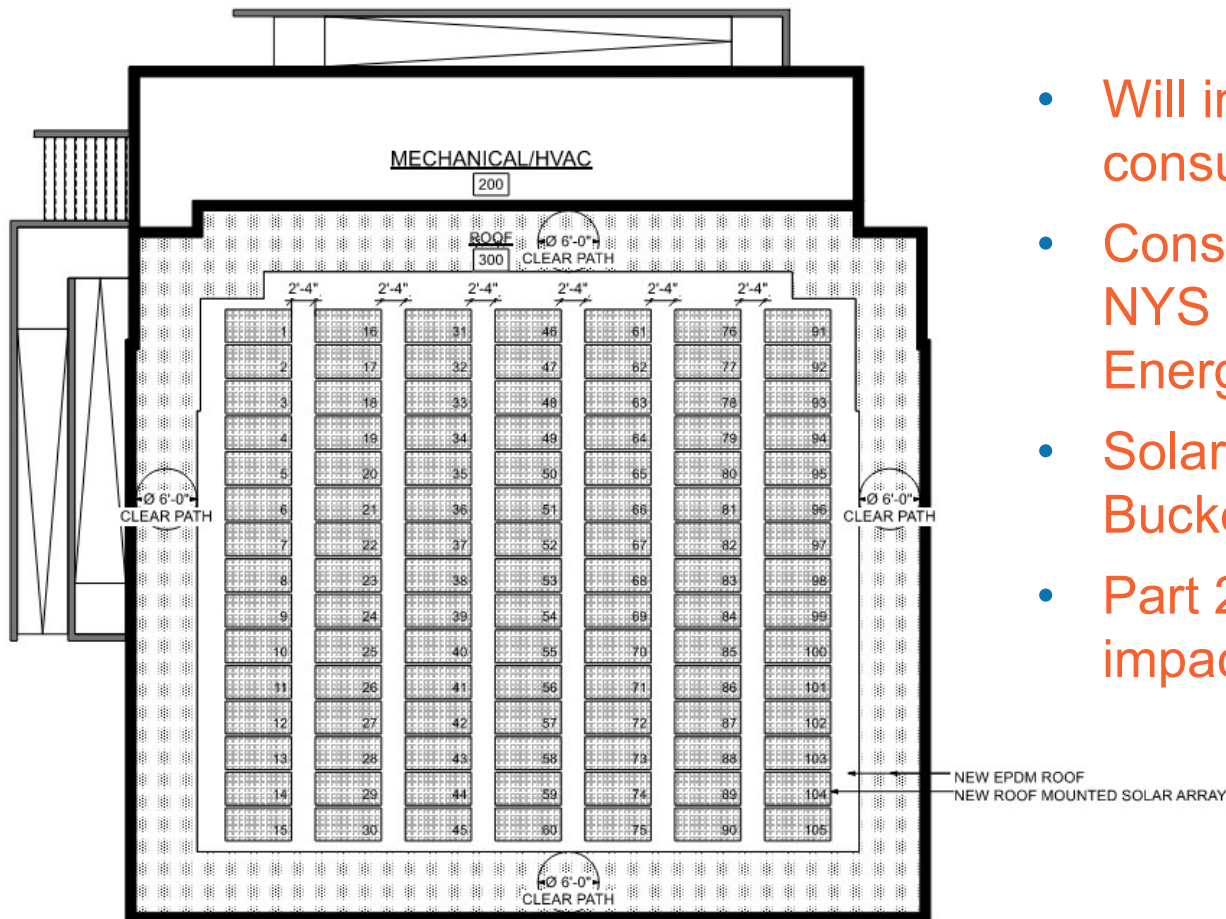 MECHANICAL/HVAC
200
ROOF
300
Ø 6'-0"
CLEAR PATH
2'-4" 2'-4" 2'-4" 2'-4" 2'-4" 2'-4"
1 16 31 46 61 76 91
2 17 32 47 62 77 92
3 18 33 48 63 78 93
4 19 34 49 64 79 94
5 20 35 50 65 80 95
6 21 36 51 66 81 96
7 22 37 52 67 82 97
8 23 38 53 68 83 98
9 24 39 54 69 84 99
10 25 40 55 70 85 100
11 26 41 56 71 86 101
12 27 42 57 72 87 102
13 28 43 58 73 88 103
14 29 44 59 74 89 104
15 30 45 60 75 90 105
Ø 6'-0"
CLEAR PATH
Ø 6'-0"
CLEAR PATH
Ø 6'-0"
CLEAR PATH
NEW EPDM ROOF
NEW ROOF MOUNTED SOLAR ARRAY
• Will
consu
• Cons
NYS
Energ
• Solar
Bucke
• Part 2
impac